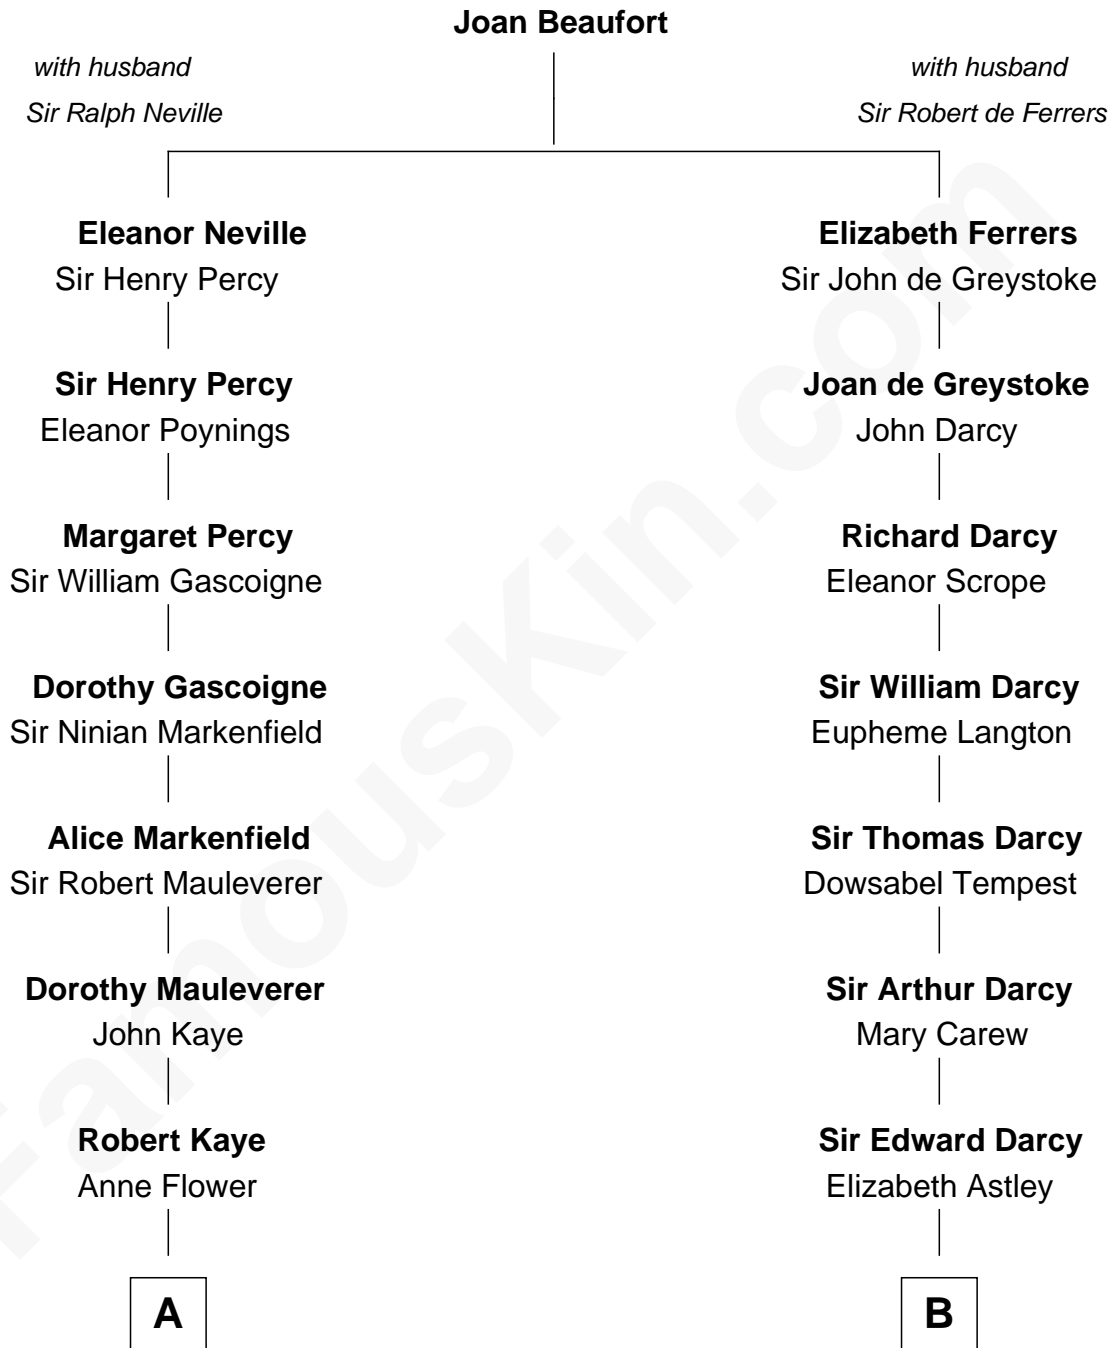 Joan Beaufort
with husband
Sir Ralph Neville
with husband
Sir Robert de Ferrers
Eleanor Neville
Sir Henry Percy
Elizabeth Ferrers
Sir John de Greystoke
Sir Henry Percy
Eleanor Poynings
Joan de Greystoke
John Darcy
Margaret Percy
Sir William Gascoigne
Richard Darcy
Eleanor Scrope
Dorothy Gascoigne
Sir Ninian Markenfield
Sir William Darcy
Eupheme Langton
Alice Markenfield
Sir Robert Mauleverer
Sir Thomas Darcy
Dowsabel Tempest
Dorothy Mauleverer
John Kaye
Sir Arthur Darcy
Mary Carew
Robert Kaye
Anne Flower
Sir Edward Darcy
Elizabeth Astley
A
B
FamousKin.com